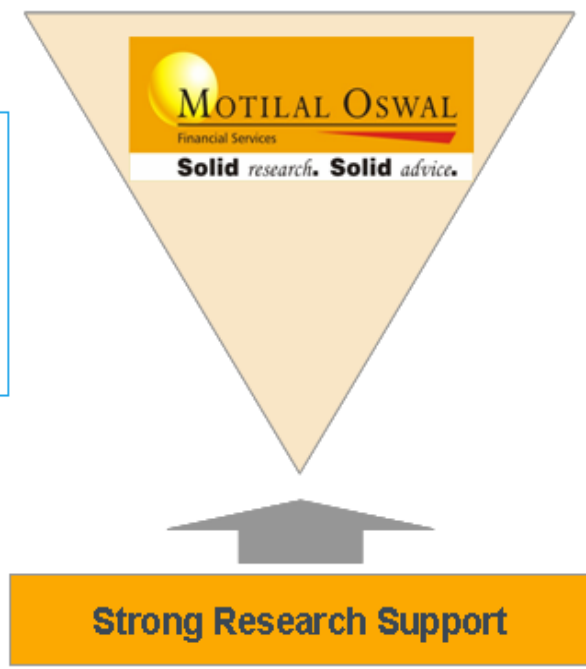 MOTILAL OSWAL
Financial Services
Solid research. Solid advice.
Strong Research Support